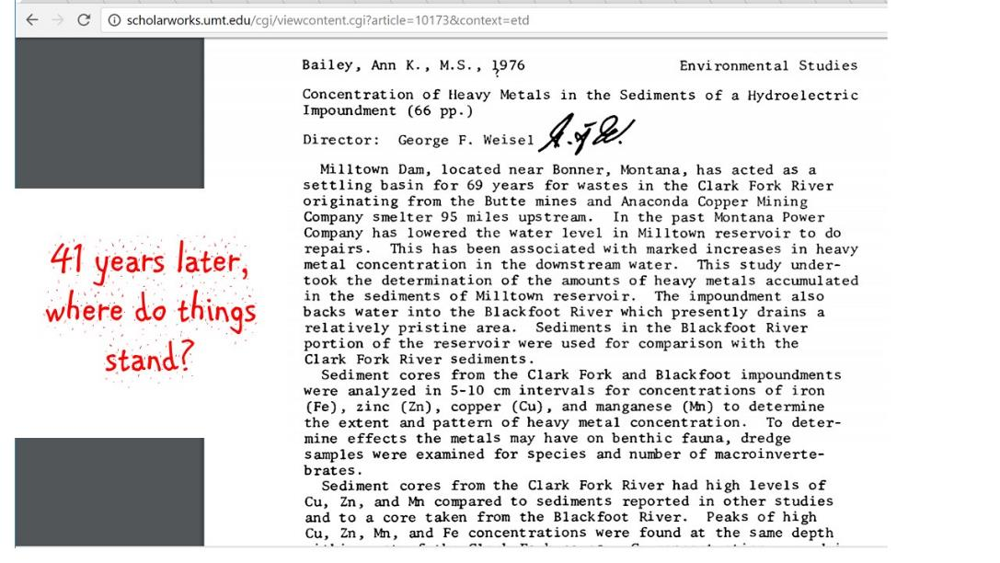 scholarworks.umt.edu/cgi/viewcontent.cgi?article=10173&context=etd
Bailey, Ann K., M.S., 1976 Environmental Studies
Concentration of Heavy Metals in the Sediments of a Hydroelectric
Impoundment (66 pp.)
Director: George F. Weisel
Milltown Dam, located near Bonner, Montana, has acted as a
settling basin for 69 years for wastes in the Clark Fork River
originating from the Butte mines and Anaconda Copper Mining
Company smelter 95 miles upstream. In the past Montana Power
Company has lowered the water level in Milltown reservoir to do
repairs. This has been associated with marked increases in heavy
metal concentration in the downstream water. This study under-
took the determination of the amounts of heavy metals accumulated
in the sediments of Milltown reservoir. The impoundment also
backs water into the Blackfoot River which presently drains a
relatively pristine area. Sediments in the Blackfoot River
portion of the reservoir were used for comparison with the
Clark Fork River sediments.
Sediment cores from the Clark Fork and Blackfoot impoundments
were analyzed in 5-10 cm intervals for concentrations of iron
(Fe), zinc (Zn), copper (Cu), and manganese (Mn) to determine
the extent and pattern of heavy metal concentration. To deter-
mine effects the metals may have on benthic fauna, dredge
samples were examined for species and number of macroinverte-
brates.
Sediment cores from the Clark Fork River had high levels of
Cu, Zn, and Mn compared to sediments reported in other studies
and to a core taken from the Blackfoot River. Peaks of high
Cu, Zn, Mn, and Fe concentrations were found at the same depth
41 years later,
where do things
stand?